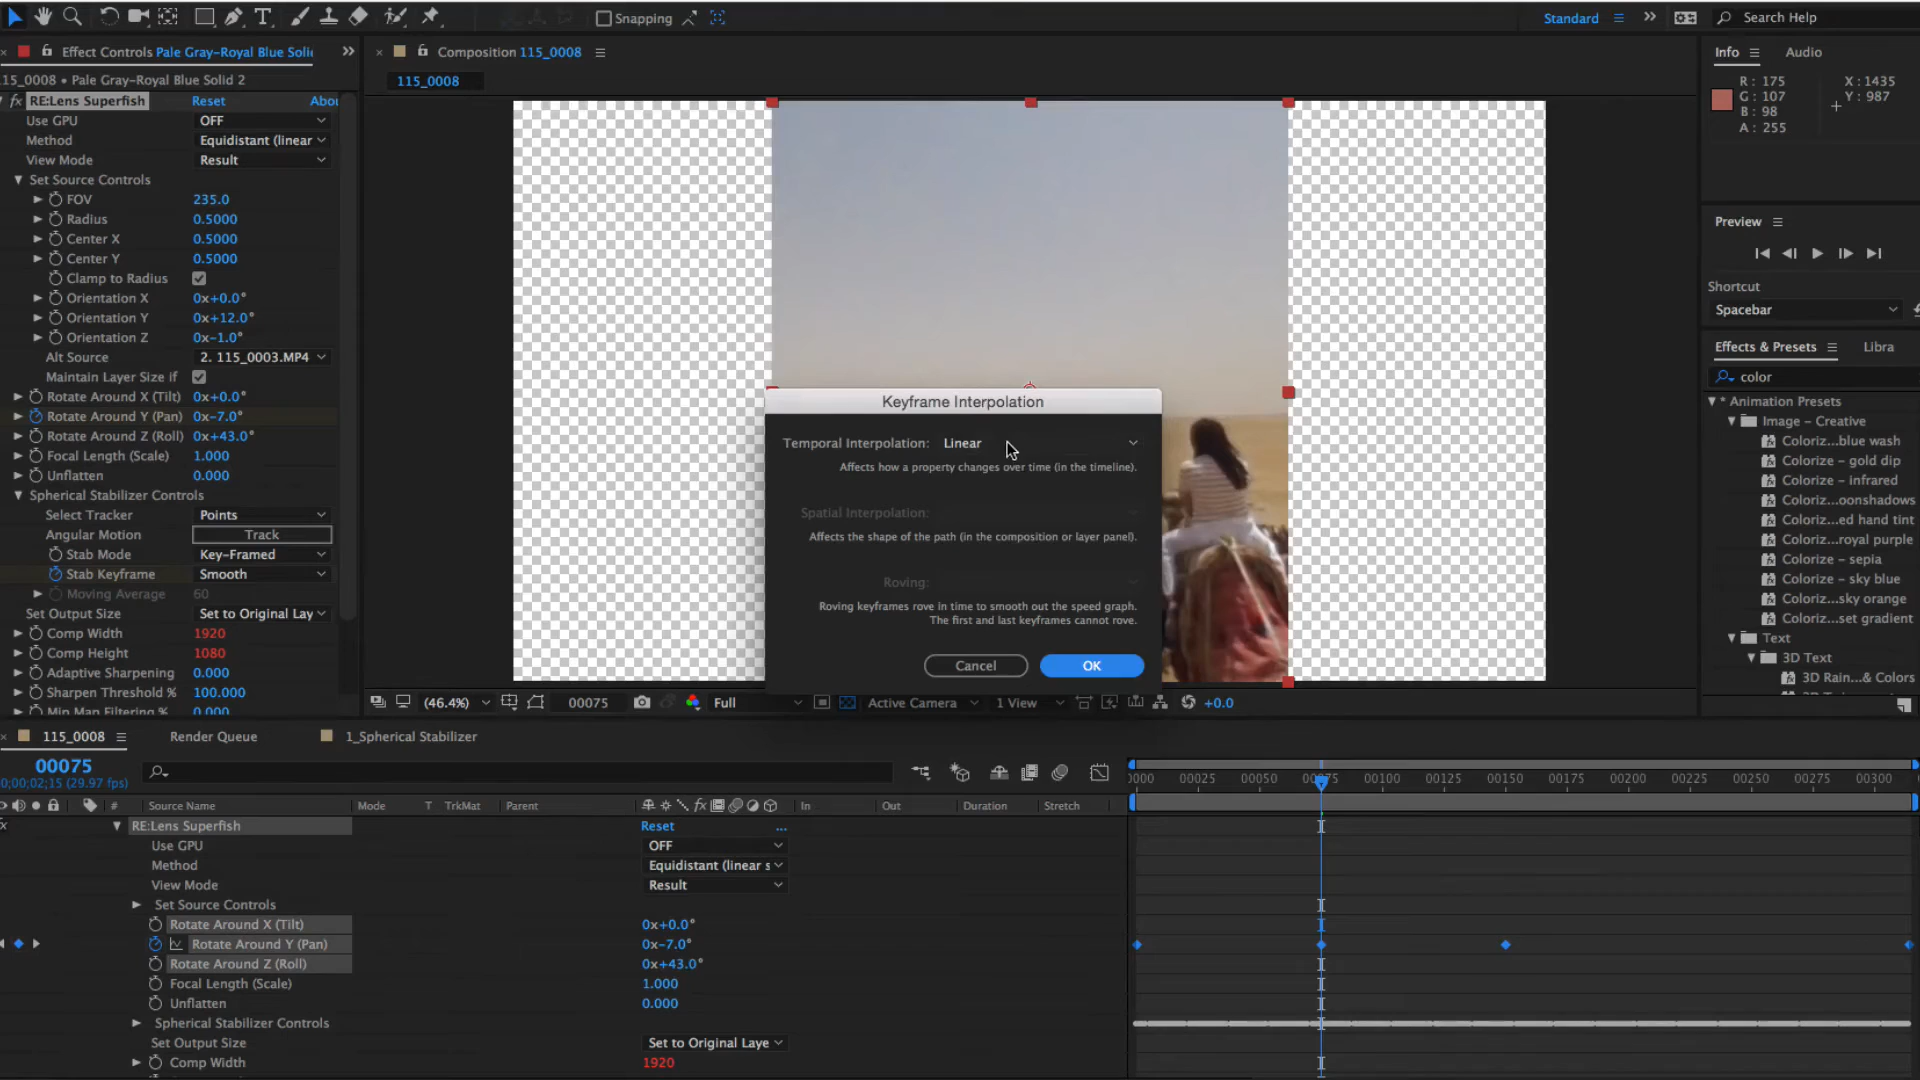 Snapping
Standard
Search Help
Effect Controls Pale Gray-Royal Blue Soli
Composition 115_0008
Info
Audio
115_0008 • Pale Gray-Royal Blue Solid 2
115_0008
R : 175
G : 107
B : 98
A : 255
X : 1435
Y : 987
fx RE:Lens Superfish
Reset
Abou
Use GPU
OFF
Method
Equidistant (linear
View Mode
Result
Set Source Controls
FOV
235.0
Radius
0.5000
Center X
0.5000
Center Y
0.5000
Clamp to Radius
Orientation X
0x+0.0°
Orientation Y
0x+12.0°
Orientation Z
0x-1.0°
Alt Source
2. 115_0003.MP4
Maintain Layer Size if
Rotate Around X (Tilt)
0x+0.0°
Rotate Around Y (Pan)
0x-7.0°
Rotate Around Z (Roll)
0x+43.0°
Focal Length (Scale)
1.000
Unflatten
0.000
Spherical Stabilizer Controls
Select Tracker
Points
Angular Motion
Track
Stab Mode
Key-Framed
Stab Keyframe
Smooth
Moving Average
60
Set Output Size
Set to Original Lay
Comp Width
1920
Comp Height
1080
Adaptive Sharpening
0.000
Sharpen Threshold %
100.000
Min Map Filtering %
0.000
Keyframe Interpolation
Temporal Interpolation: Linear
Affects how a property changes over time (in the timeline).
Spatial Interpolation:
Affects the shape of the path (in the composition or layer panel).
Roving:
Roving keyframes rove in time to smooth out the speed graph.
The first and last keyframes cannot rove.
Cancel
OK
(46.4%)
00075
Full
Active Camera
1 View
+0.0
Preview
Shortcut
Spacebar
Effects & Presets
Libra
color
* Animation Presets
Image – Creative
Coloriz...blue wash
Colorize – gold dip
Colorize – infrared
Coloriz...oonshadows
Coloriz...ed hand tint
Coloriz...royal purple
Colorize – sepia
Colorize – sky blue
Coloriz...sky orange
Coloriz...set gradient
Text
3D Text
3D Rain...& Colors
115_0008
Render Queue
1_Spherical Stabilizer
00075
0;00;02;15 (29.97 fps)
0000
00025
00050
00075
00100
00125
00150
00175
00200
00225
00250
00275
00300
#
Source Name
Mode
T
TrkMat
Parent
fx
In
Out
Duration
Stretch
RE:Lens Superfish
Reset
...
Use GPU
OFF
Method
Equidistant (linear s
View Mode
Result
Set Source Controls
Rotate Around X (Tilt)
0x+0.0°
Rotate Around Y (Pan)
0x-7.0°
Rotate Around Z (Roll)
0x+43.0°
Focal Length (Scale)
1.000
Unflatten
0.000
Spherical Stabilizer Controls
Set Output Size
Set to Original Laye
Comp Width
1920